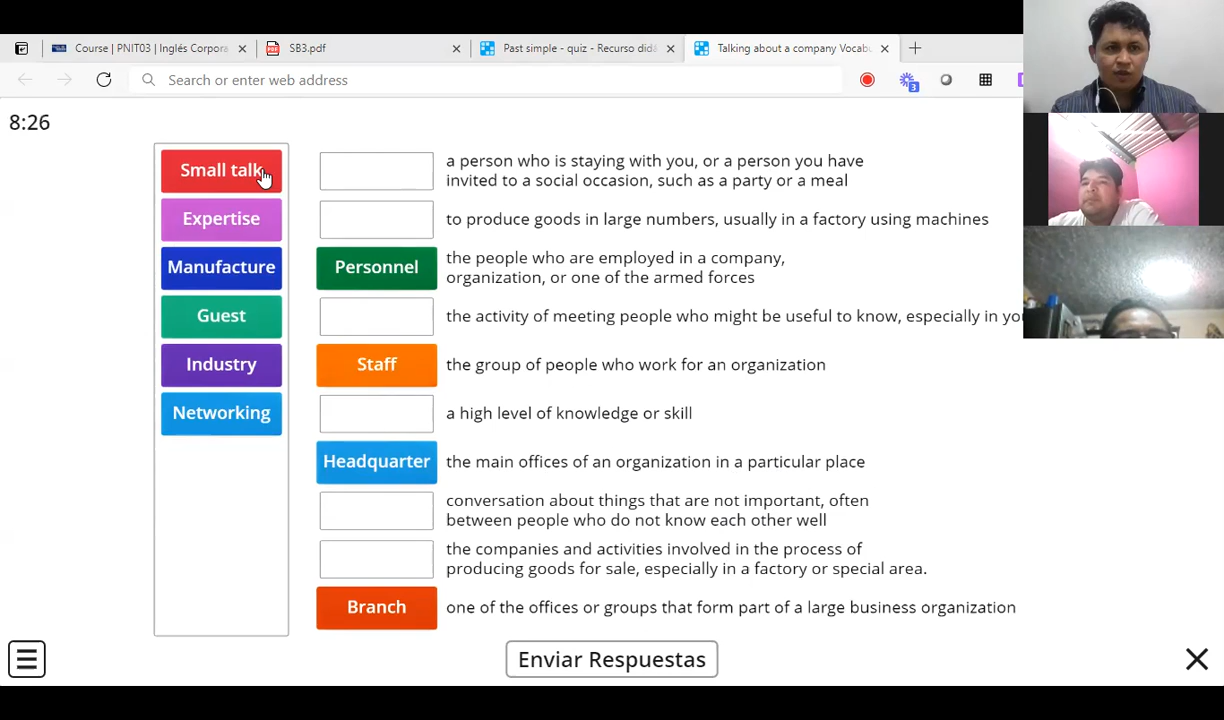 Course | PNIT03 | Inglés Corpora
SB3.pdf
Past simple - quiz - Recurso didá
Talking about a company Vocabu
Search or enter web address
3
8:26
Small talk
a person who is staying with you, or a person you have
invited to a social occasion, such as a party or a meal
Expertise
to produce goods in large numbers, usually in a factory using machines
Manufacture
Personnel
the people who are employed in a company,
organization, or one of the armed forces
Guest
the activity of meeting people who might be useful to know, especially in you
Industry
Staff
the group of people who work for an organization
Networking
a high level of knowledge or skill
Headquarter
the main offices of an organization in a particular place
conversation about things that are not important, often
between people who do not know each other well
the companies and activities involved in the process of
producing goods for sale, especially in a factory or special area.
Branch
one of the offices or groups that form part of a large business organization
Enviar Respuestas